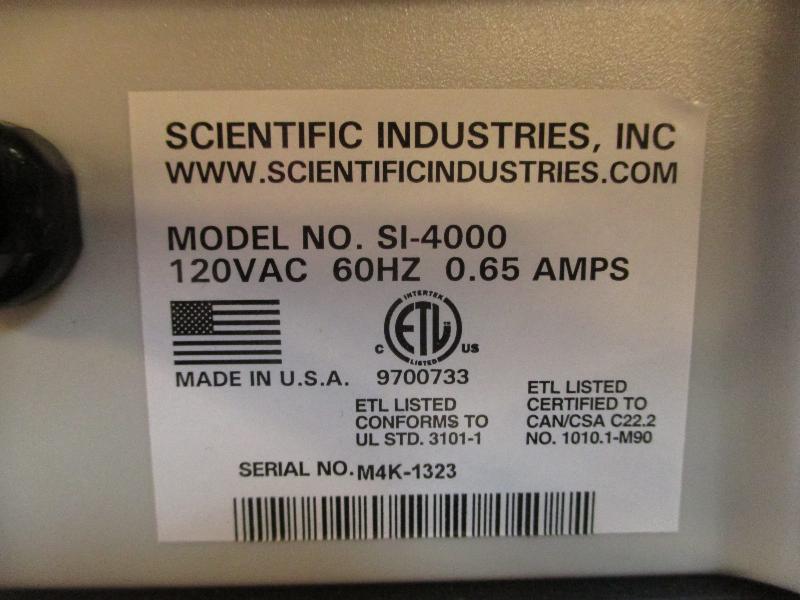 SCIENTIFIC INDUSTRIES, INC
WWW.SCIENTIFICINDUSTRIES.COM
MODEL NO. SI-4000
120VAC 60HZ 0.65 AMPS
INTERTEK
ETL
C US
LISTED
MADE IN U.S.A. 9700733
ETL LISTED
CONFORMS TO
UL STD. 3101-1
ETL LISTED
CERTIFIED TO
CAN/CSA C22.2
NO. 1010.1-M90
SERIAL NO. M4K-1323